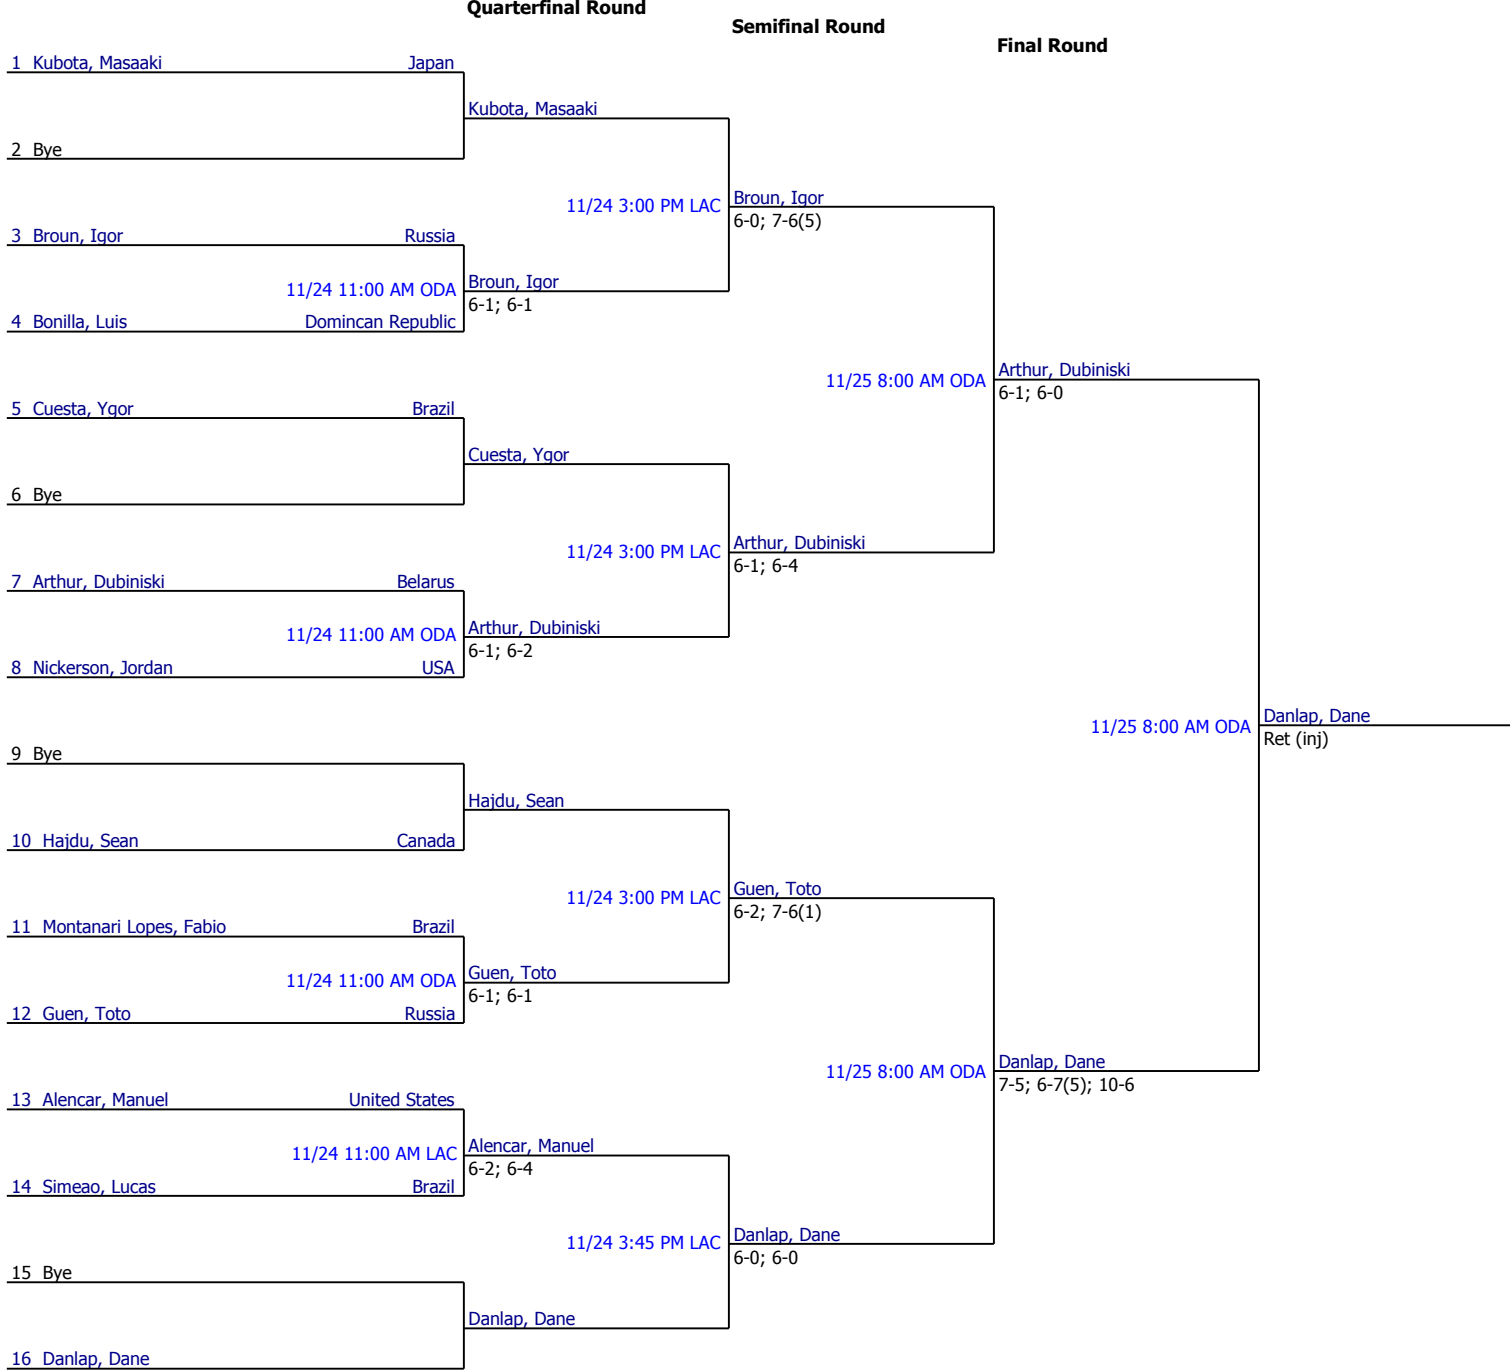 Quarterfinal Round
Semifinal Round
Final Round
1 Kubota, Masaaki Japan
Kubota, Masaaki
2 Bye
11/24 3:00 PM LAC Broun, Igor
6-0; 7-6(5)
3 Broun, Igor Russia
11/24 11:00 AM ODA Broun, Igor
6-1; 6-1
4 Bonilla, Luis Domincan Republic
11/25 8:00 AM ODA Arthur, Dubiniski
6-1; 6-0
5 Cuesta, Ygor Brazil
Cuesta, Ygor
6 Bye
11/24 3:00 PM LAC Arthur, Dubiniski
6-1; 6-4
7 Arthur, Dubiniski Belarus
11/24 11:00 AM ODA Arthur, Dubiniski
6-1; 6-2
8 Nickerson, Jordan USA
11/25 8:00 AM ODA Danlap, Dane
Ret (inj)
9 Bye
Hajdu, Sean
10 Hajdu, Sean Canada
11/24 3:00 PM LAC Guen, Toto
6-2; 7-6(1)
11 Montanari Lopes, Fabio Brazil
11/24 11:00 AM ODA Guen, Toto
6-1; 6-1
12 Guen, Toto Russia
11/25 8:00 AM ODA Danlap, Dane
7-5; 6-7(5); 10-6
13 Alencar, Manuel United States
11/24 11:00 AM LAC Alencar, Manuel
6-2; 6-4
14 Simeao, Lucas Brazil
11/24 3:45 PM LAC Danlap, Dane
6-0; 6-0
15 Bye
Danlap, Dane
16 Danlap, Dane